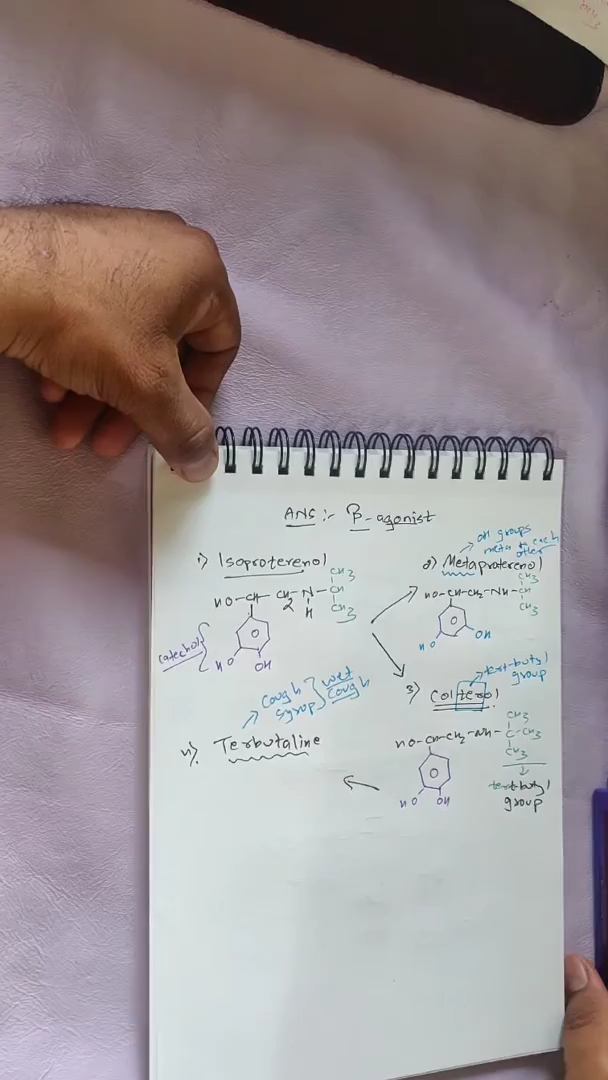 ANS :- β-agonist
1) Isoproterenol
HO-CH-CH2-N-CH
H
CH3
CH3
catechol
HO
OH
all groups
meta to each
other
2) Metaproterenol
HO-CH-CH2-NH-CH
CH3
CH3
HO
OH
tert-butyl
group
3) Colterol
HO-CH-CH2-NH-C-CH3
CH3
CH3
HO
OH
tert-butyl
group
cough
syrup
wet
cough
4). Terbutaline